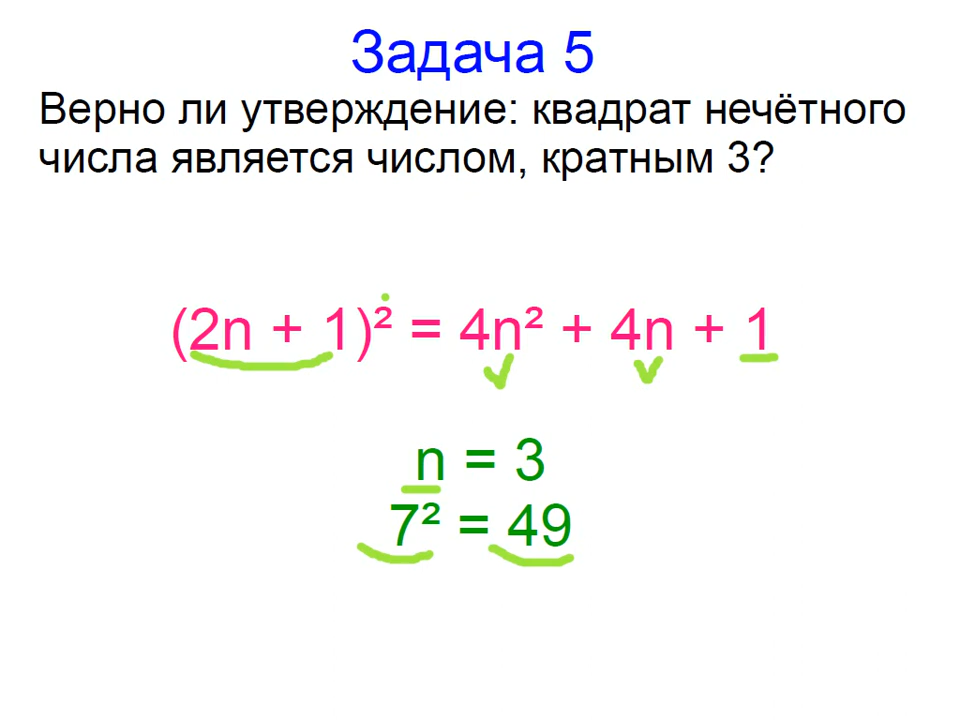 Задача 5
Верно ли утверждение: квадрат нечётного
числа является числом, кратным 3?
(2n + 1)² = 4n² + 4n + 1
n = 3
7² = 49